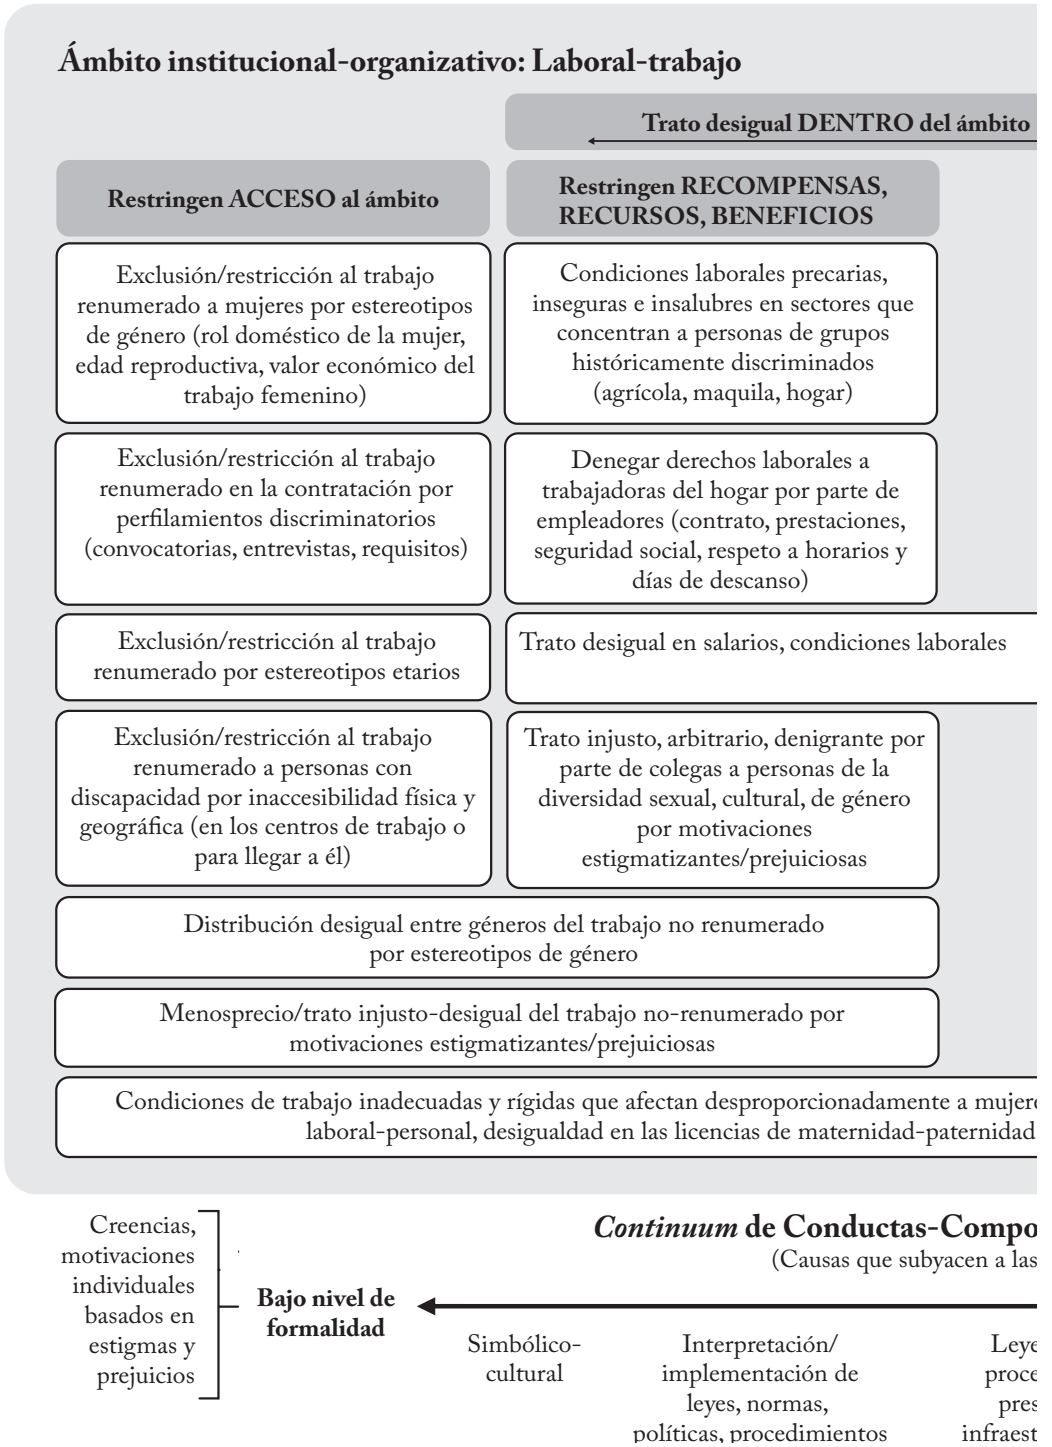 Ámbito institucional-organizativo: Laboral-trabajo
Trato desigual DENTRO del ámbito
Restringen ACCESO al ámbito
Restringen RECOMPENSAS,
RECURSOS, BENEFICIOS
Exclusión/restricción al trabajo
renumerado a mujeres por estereotipos
de género (rol doméstico de la mujer,
edad reproductiva, valor económico del
trabajo femenino)
Condiciones laborales precarias,
inseguras e insalubres en sectores que
concentran a personas de grupos
históricamente discriminados
(agrícola, maquila, hogar)
Exclusión/restricción al trabajo
renumerado en la contratación por
perfilamientos discriminatorios
(convocatorias, entrevistas, requisitos)
Denegar derechos laborales a
trabajadoras del hogar por parte de
empleadores (contrato, prestaciones,
seguridad social, respeto a horarios y
días de descanso)
Exclusión/restricción al trabajo
renumerado por estereotipos etarios
Trato desigual en salarios, condiciones laborales
Exclusión/restricción al trabajo
renumerado a personas con
discapacidad por inaccesibilidad física y
geográfica (en los centros de trabajo o
para llegar a él)
Trato injusto, arbitrario, denigrante por
parte de colegas a personas de la
diversidad sexual, cultural, de género
por motivaciones
estigmatizantes/prejuiciosas
Distribución desigual entre géneros del trabajo no renumerado
por estereotipos de género
Menosprecio/trato injusto-desigual del trabajo no-renumerado por
motivaciones estigmatizantes/prejuiciosas
Condiciones de trabajo inadecuadas y rígidas que afectan desproporcionadamente a mujere
laboral-personal, desigualdad en las licencias de maternidad-paternidad
Creencias,
motivaciones
individuales
basados en
estigmas y
prejuicios
Bajo nivel de
formalidad
Continuum de Conductas-Compo
(Causas que subyacen a las
Simbólico-
cultural
Interpretación/
implementación de
leyes, normas,
políticas, procedimientos
Leye
proce
pres
infraest